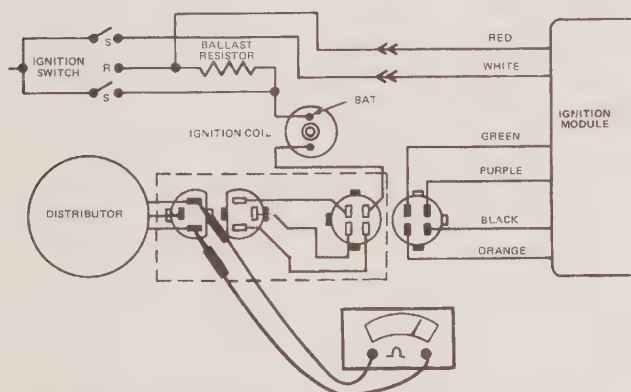 S
IGNITION
SWITCH
R
S
BALLAST
RESISTOR
RED
WHITE
BAT
IGNITION COIL
IGNITION
MODULE
GREEN
PURPLE
DISTRIBUTOR
BLACK
ORANGE
Ω